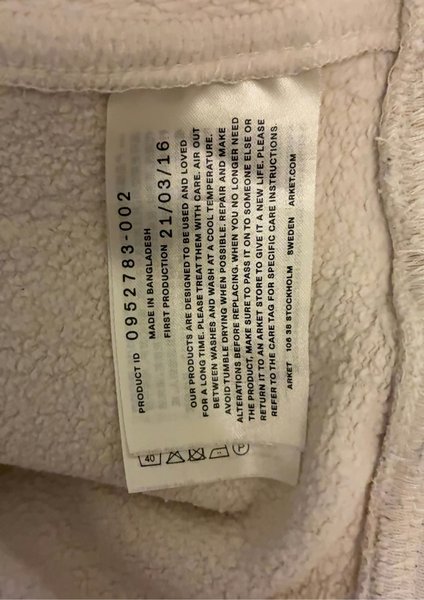 PRODUCT ID 0952783-002
MADE IN BANGLADESH
FIRST PRODUCTION 21/03/16
OUR PRODUCTS ARE DESIGNED TO BE USED AND LOVED
FOR A LONG TIME. PLEASE TREAT THEM WITH CARE. AIR OUT
BETWEEN WASHES AND WASH AT A COOL TEMPERATURE.
AVOID TUMBLE DRYING WHEN POSSIBLE. REPAIR AND MAKE
ALTERATIONS BEFORE REPLACING. WHEN YOU NO LONGER NEED
THE PRODUCT, MAKE SURE TO PASS IT ON TO SOMEONE ELSE OR
RETURN IT TO AN ARKET STORE TO GIVE IT A NEW LIFE. PLEASE
REFER TO THE CARE TAG FOR SPECIFIC CARE INSTRUCTIONS
ARKET 106 38 STOCKHOLM SWEDEN ARKET.COM
40
P